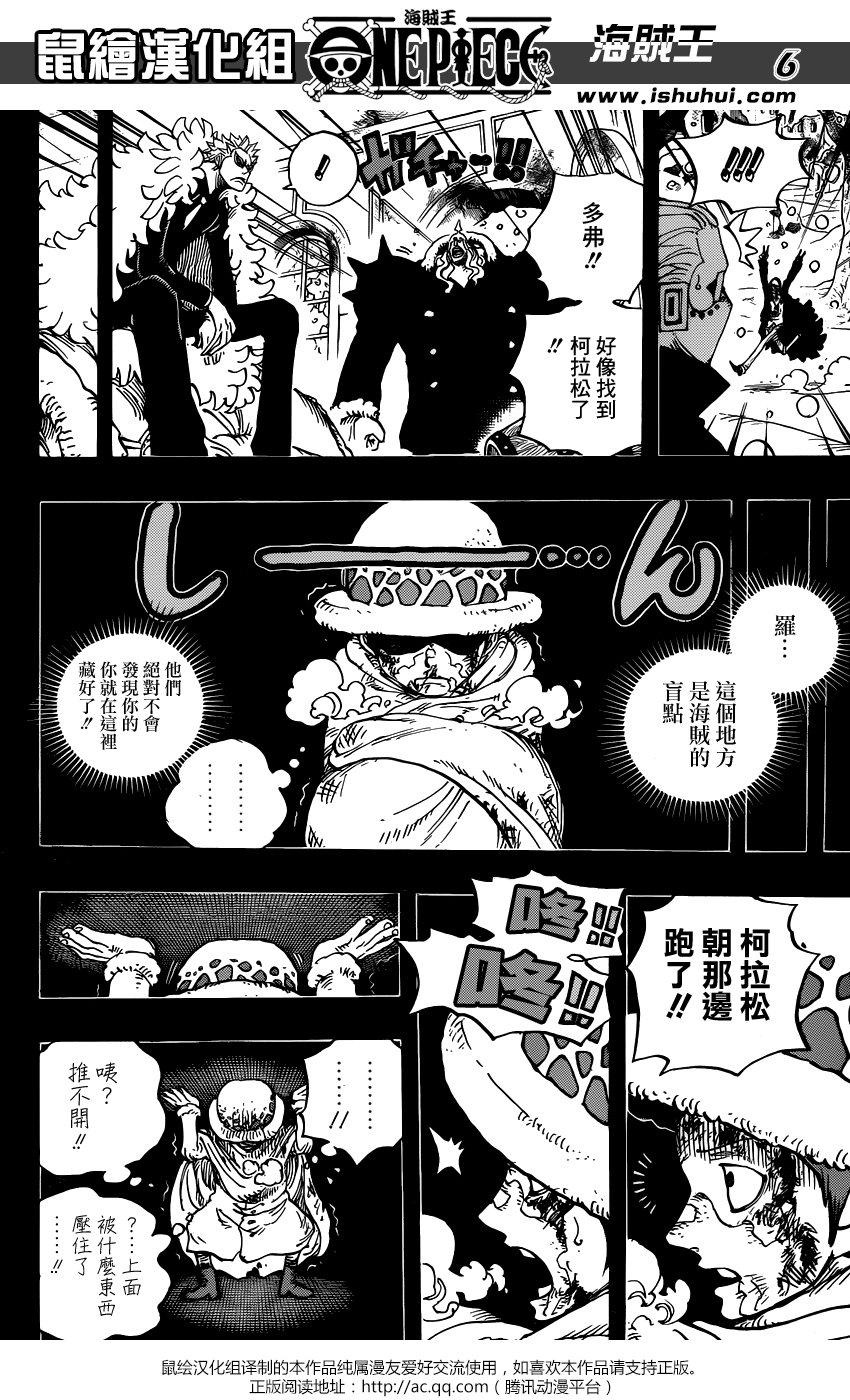 鼠繪漢化組
海賊王
ONE PIECE
海賊王
6
www.ishuhui.com
!!!
多弗!!
好像找到
柯拉松了
!!
ガチャー!!
!
し
ー…
ん
羅…
這個地方
是海賊的
盲點
他們
絕對不會
發現你的
你就在這裡
藏好了!!
………
………
柯拉松
朝那邊
跑了!!
咚!!
咚!!
………
……!!
咦?
推不開
!!
?…上面
被什麼東西
壓住了
……!!
鼠绘汉化组译制的本作品纯属漫友爱好交流使用，如喜欢本作品请支持正版。
正版阅读地址：http://ac.qq.com（腾讯动漫平台）